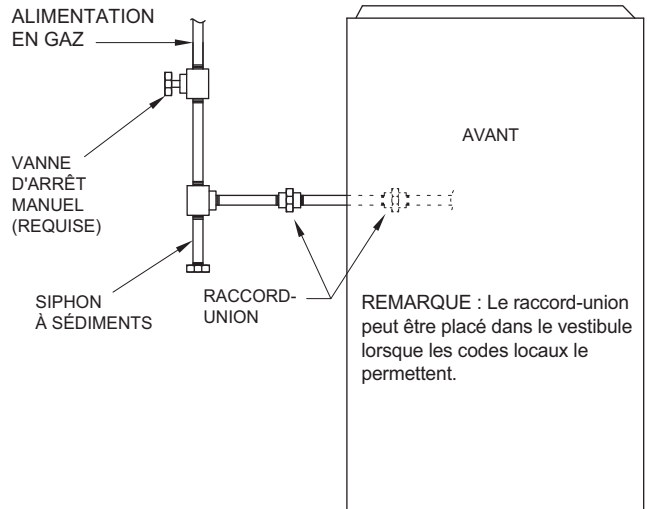 ALIMENTATION
EN GAZ
VANNE
D'ARRÊT
MANUEL
(REQUISE)
SIPHON
À SÉDIMENTS
RACCORD-
UNION
AVANT
REMARQUE : Le raccord-union
peut être placé dans le vestibule
lorsque les codes locaux le
permettent.